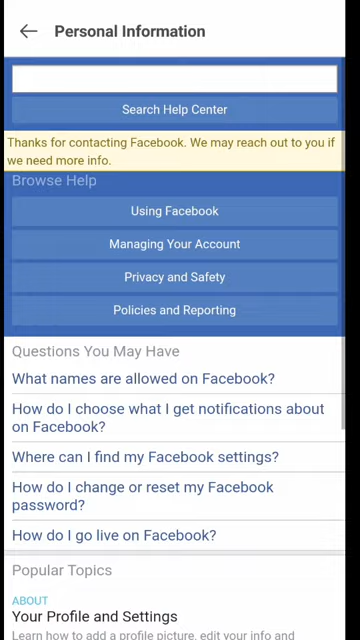 Personal Information
Search Help Center
Thanks for contacting Facebook. We may reach out to you if
we need more info.
Browse Help
Using Facebook
Managing Your Account
Privacy and Safety
Policies and Reporting
Questions You May Have
What names are allowed on Facebook?
How do I choose what I get notifications about
on Facebook?
Where can I find my Facebook settings?
How do I change or reset my Facebook
password?
How do I go live on Facebook?
Popular Topics
ABOUT
Your Profile and Settings
Learn how to add a profile picture, edit your info and